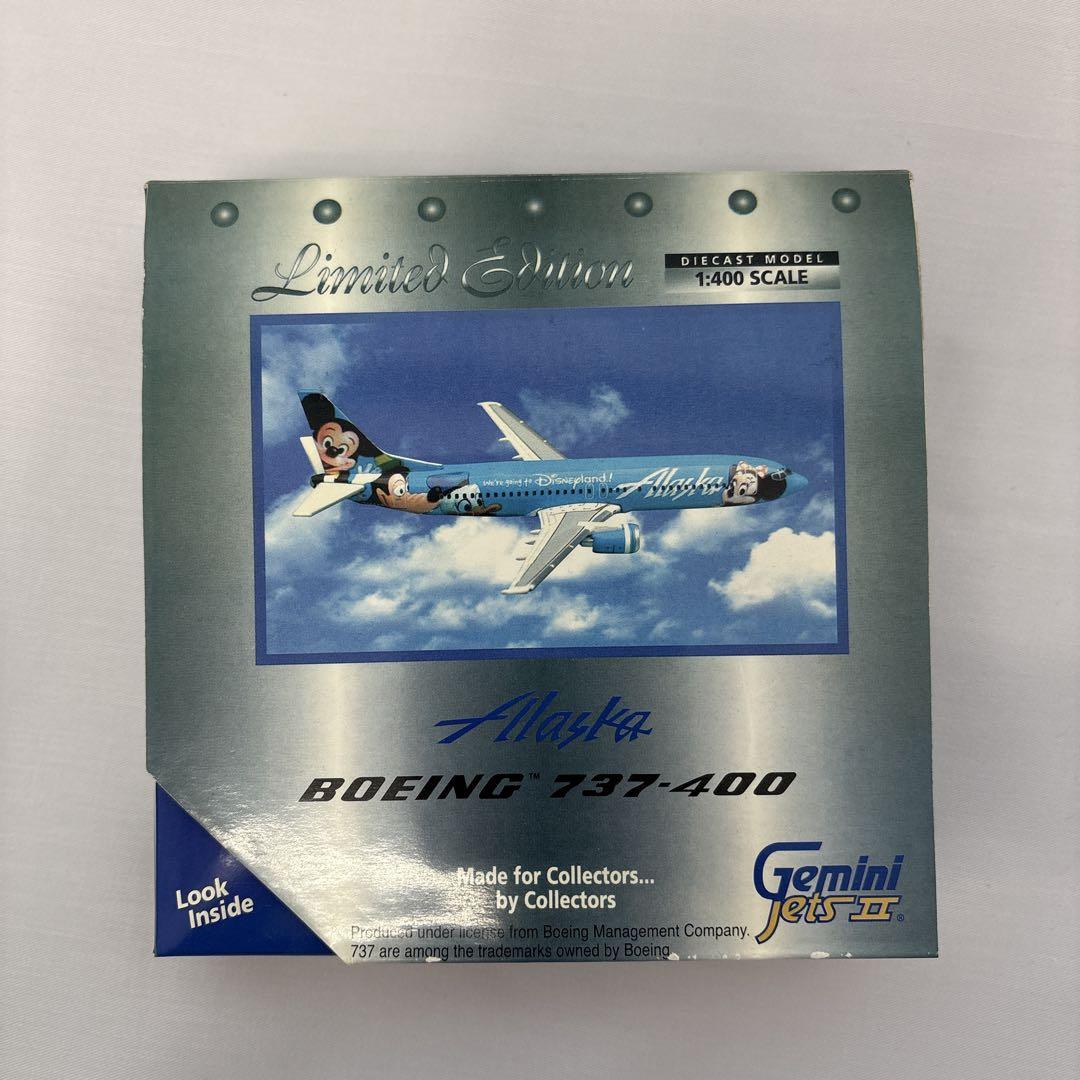 Limited Edition
DIECAST MODEL
1:400 SCALE
We're going to Disneyland!
Alaska
Alaska
BOEING™ 737-400
Look
Inside
Made for Collectors...
by Collectors
Gemini
Jets II®
Produced under license from Boeing Management Company.
737 are among the trademarks owned by Boeing